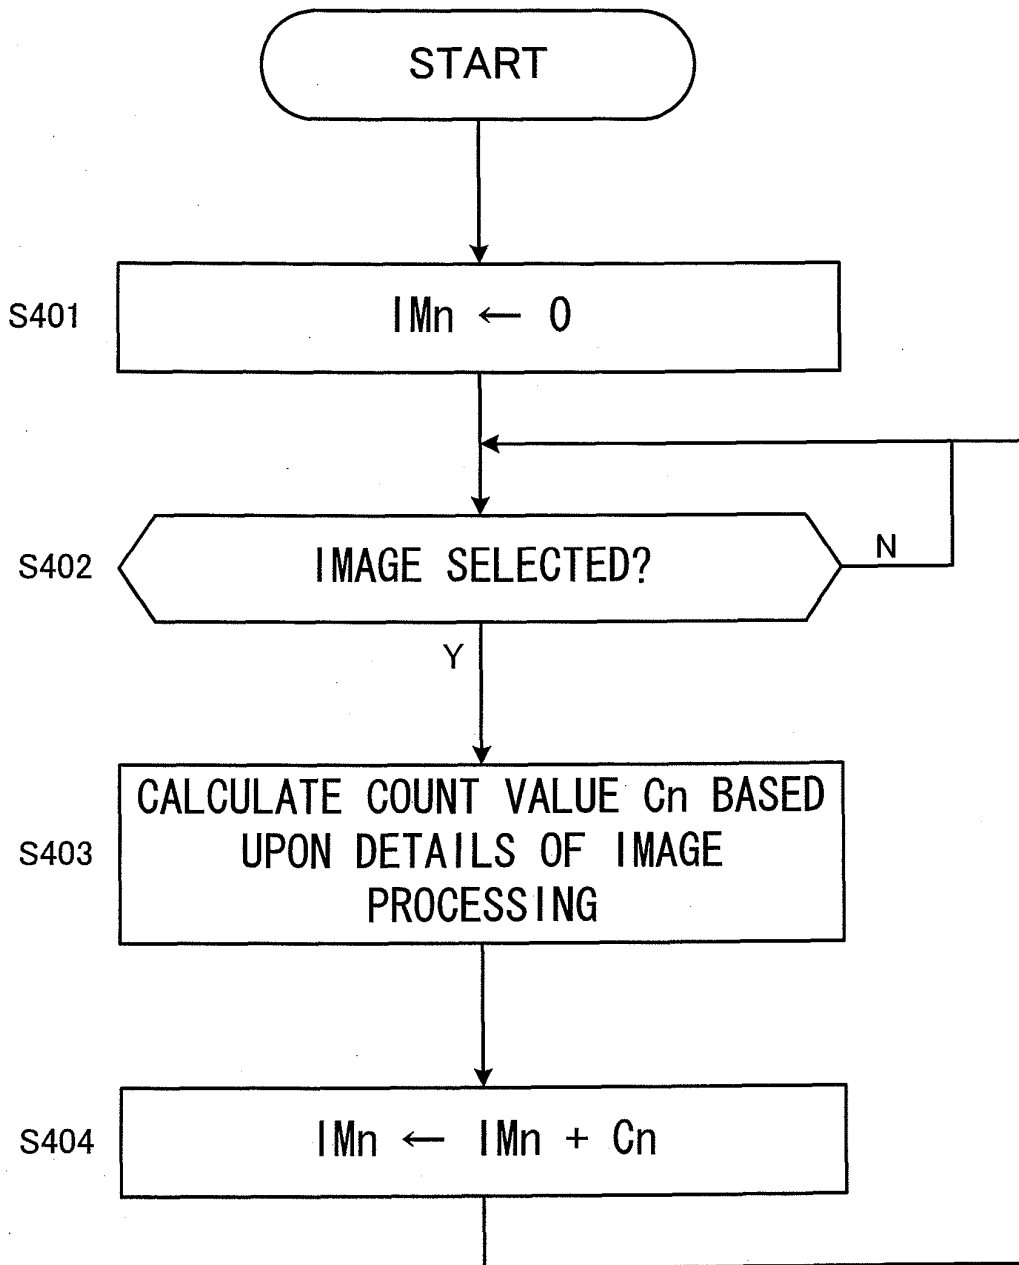 START
S401
IMn ← 0
S402
IMAGE SELECTED?
N
Y
S403
CALCULATE COUNT VALUE Cn BASED
UPON DETAILS OF IMAGE
PROCESSING
S404
IMn ← IMn + Cn